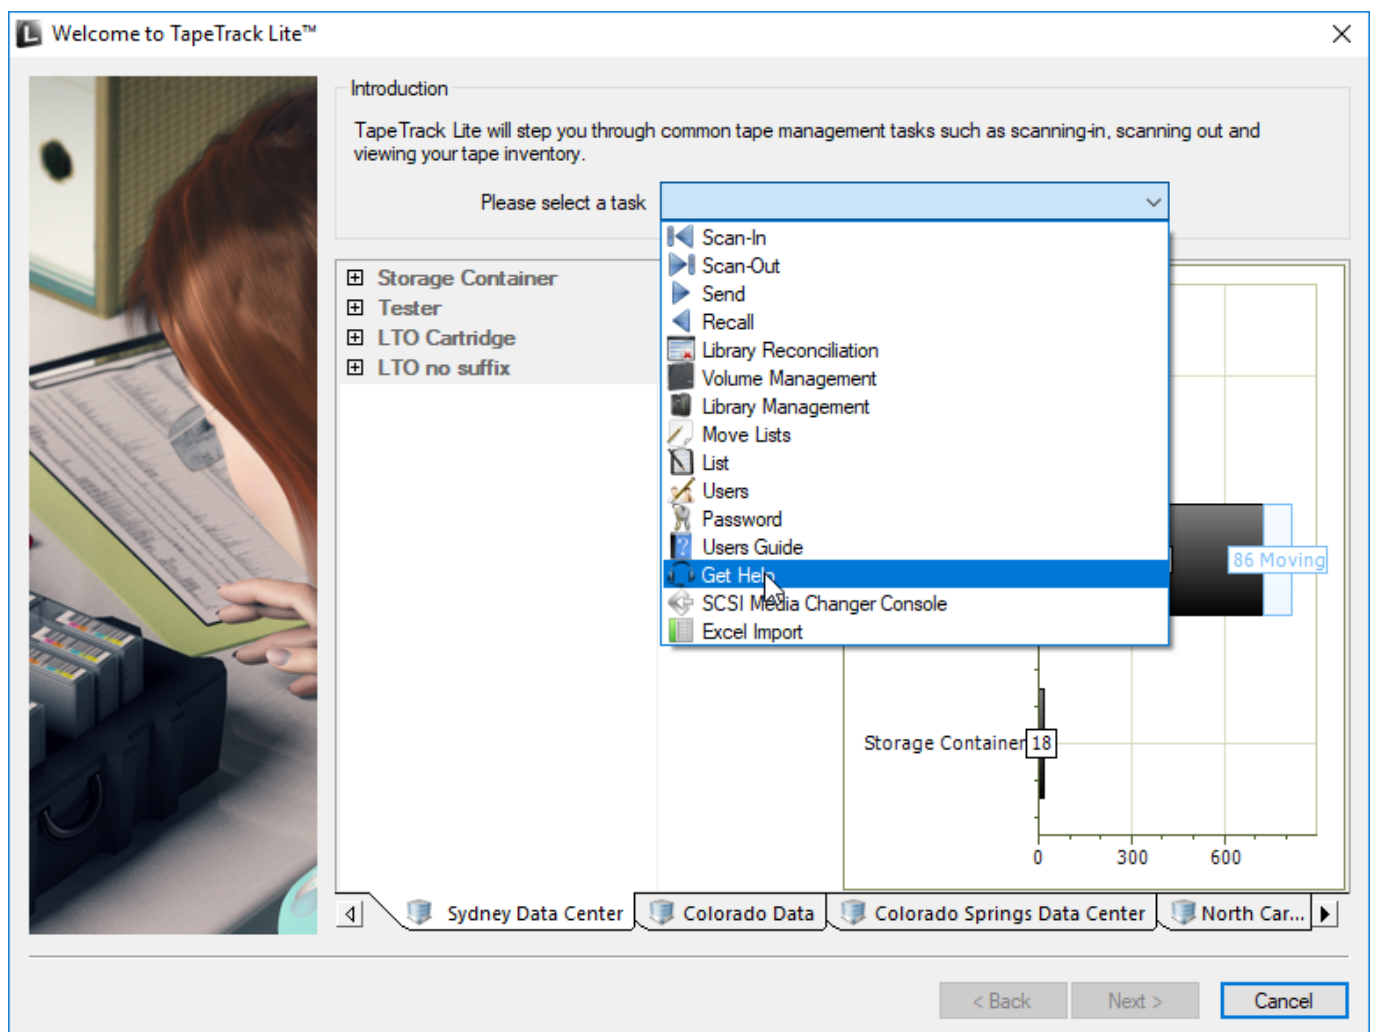 Welcome to TapeTrack Lite™
Introduction
TapeTrack Lite will step you through common tape management tasks such as scanning-in, scanning out and
viewing your tape inventory.
Please select a task
Scan-In
Scan-Out
Send
Recall
Library Reconciliation
Volume Management
Library Management
Move Lists
List
Users
Password
Users Guide
Get Help
SCSI Media Changer Console
Excel Import
Storage Container
Tester
LTO Cartridge
LTO no suffix
86 Moving
Storage Container 18
0 300 600
Sydney Data Center
Colorado Data
Colorado Springs Data Center
North Car...
< Back
Next >
Cancel